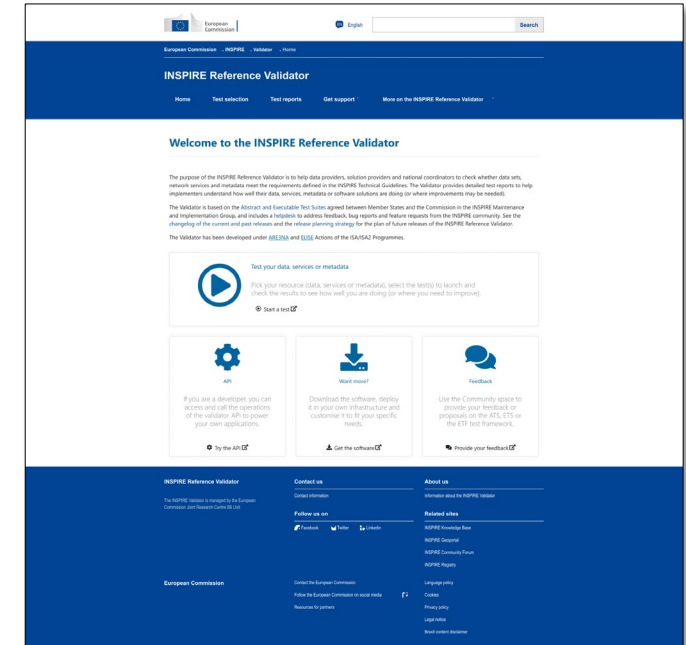 European
Commission
EN English
Search
European Commission > INSPIRE > Validator > Home
INSPIRE Reference Validator
Home Test selection Test reports Get support More on the INSPIRE Reference Validator
Welcome to the INSPIRE Reference Validator
The purpose of the INSPIRE Reference Validator is to help data providers, solution providers and national coordinators to check whether data sets,
network services and metadata meet the requirements defined in the INSPIRE Technical Guidelines. The Validator provides detailed test reports to help
implementers understand how well their data, services, metadata or software solutions are doing (or where improvements may be needed).
The Validator is based on the Abstract and Executable Test Suites agreed between Member States and the Commission in the INSPIRE Maintenance
and Implementation Group, and includes a helpdesk to address feedback, bug reports and feature requests from the INSPIRE community. See the
changelog of the current and past releases and the release planning strategy for the plan of future releases of the INSPIRE Reference Validator.
The Validator has been developed under ARE3NA and ELISE Actions of the ISA/ISA2 Programmes.
Test your data, services or metadata
Pick your resource (data, services or metadata), select the test(s) to launch and
check the results to see how well you are doing (or where you need to improve).
Start a test
API
If you are a developer, you can
access and call the operations
of the validator API to power
your own applications.
Try the API
Want more?
Download the software, deploy
it in your own infrastructure and
customise it to fit your specific
needs.
Get the software
Feedback
Use the Community space to
provide your feedback or
proposals on the ATS, ETS or
the ETF test framework.
Provide your feedback
INSPIRE Reference Validator
The INSPIRE Validator is managed by the European
Commission Joint Research Centre B6 Unit
Contact us
Contact information
Follow us on
Facebook Twitter Linkedin
About us
Information about the INSPIRE Validator
Related sites
INSPIRE Knowledge Base
INSPIRE Geoportal
INSPIRE Community Forum
INSPIRE Registry
European Commission
Contact the European Commission
Follow the European Commission on social media
Resources for partners
Language policy
Cookies
Privacy policy
Legal notice
Brexit content disclaimer